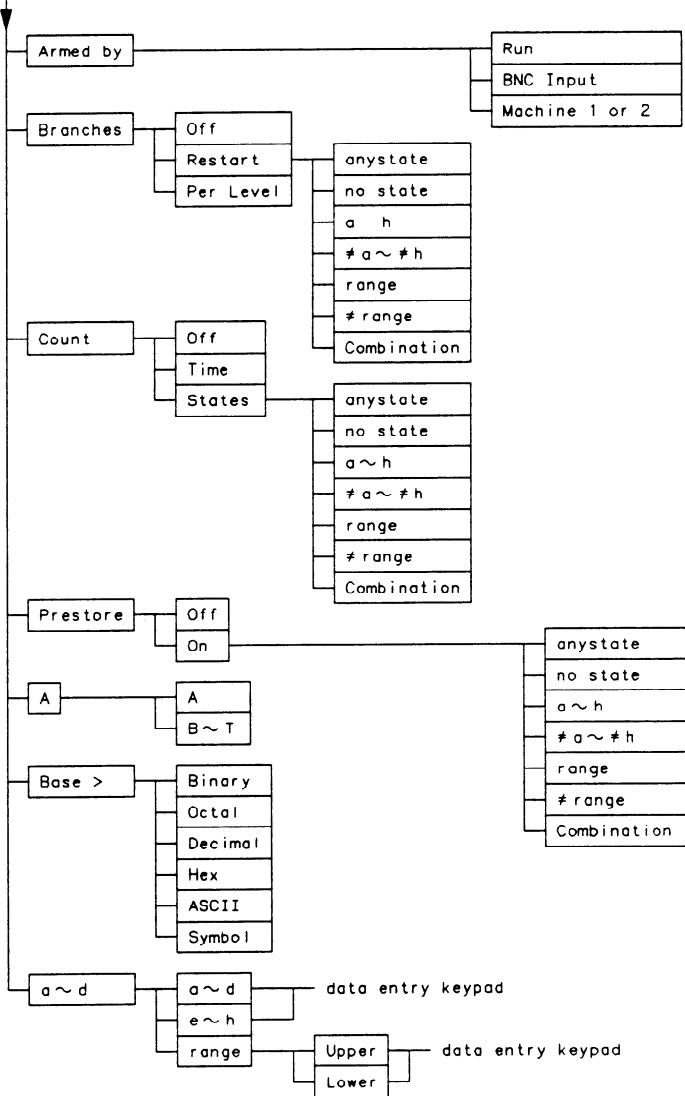 Armed by
Run
BNC Input
Machine 1 or 2
Branches
Off
Restart
Per Level
anystate
no state
a h
≠a~≠h
range
≠range
Combination
Count
Off
Time
States
anystate
no state
a~h
≠a~≠h
range
≠range
Combination
Prestore
Off
On
anystate
no state
a~h
≠a~≠h
range
≠range
Combination
A
A
B~T
Base >
Binary
Octal
Decimal
Hex
ASCII
Symbol
a~d
a~d
e~h
range
data entry keypad
Upper
Lower
data entry keypad